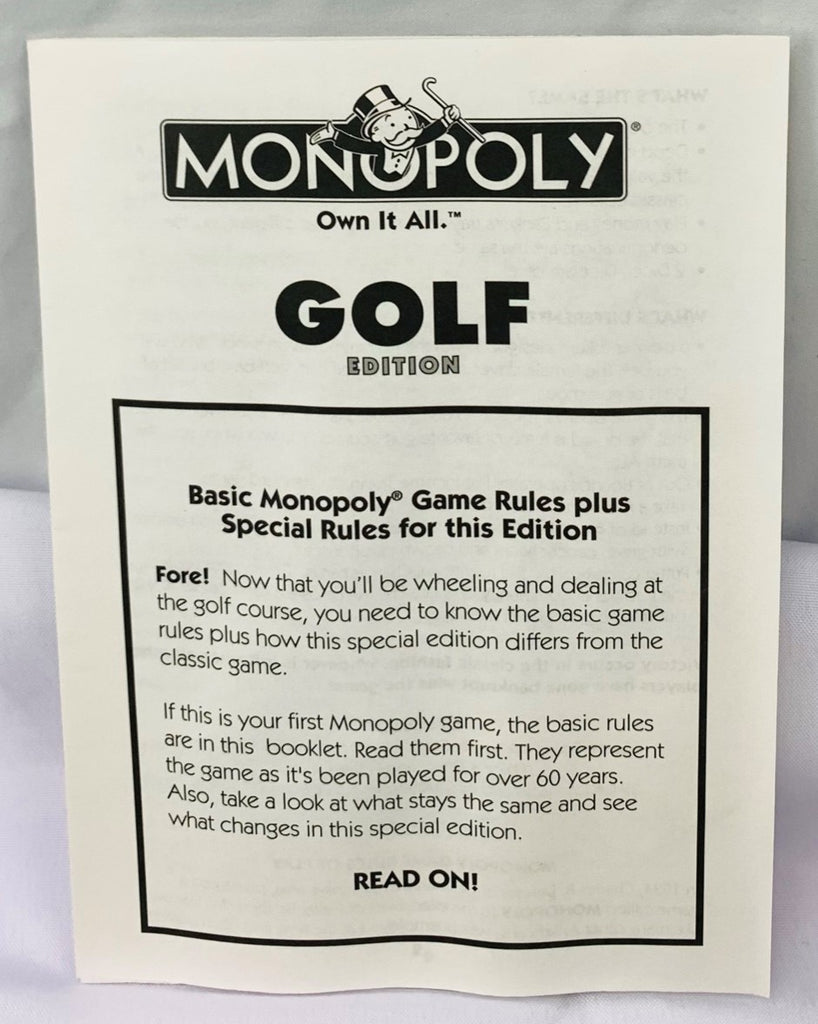 MONOPOLY®
Own It All.™
GOLF
EDITION
Basic Monopoly® Game Rules plus
Special Rules for this Edition
Fore! Now that you'll be wheeling and dealing at
the golf course, you need to know the basic game
rules plus how this special edition differs from the
classic game.
If this is your first Monopoly game, the basic rules
are in this booklet. Read them first. They represent
the game as it's been played for over 60 years.
Also, take a look at what stays the same and see
what changes in this special edition.
READ ON!